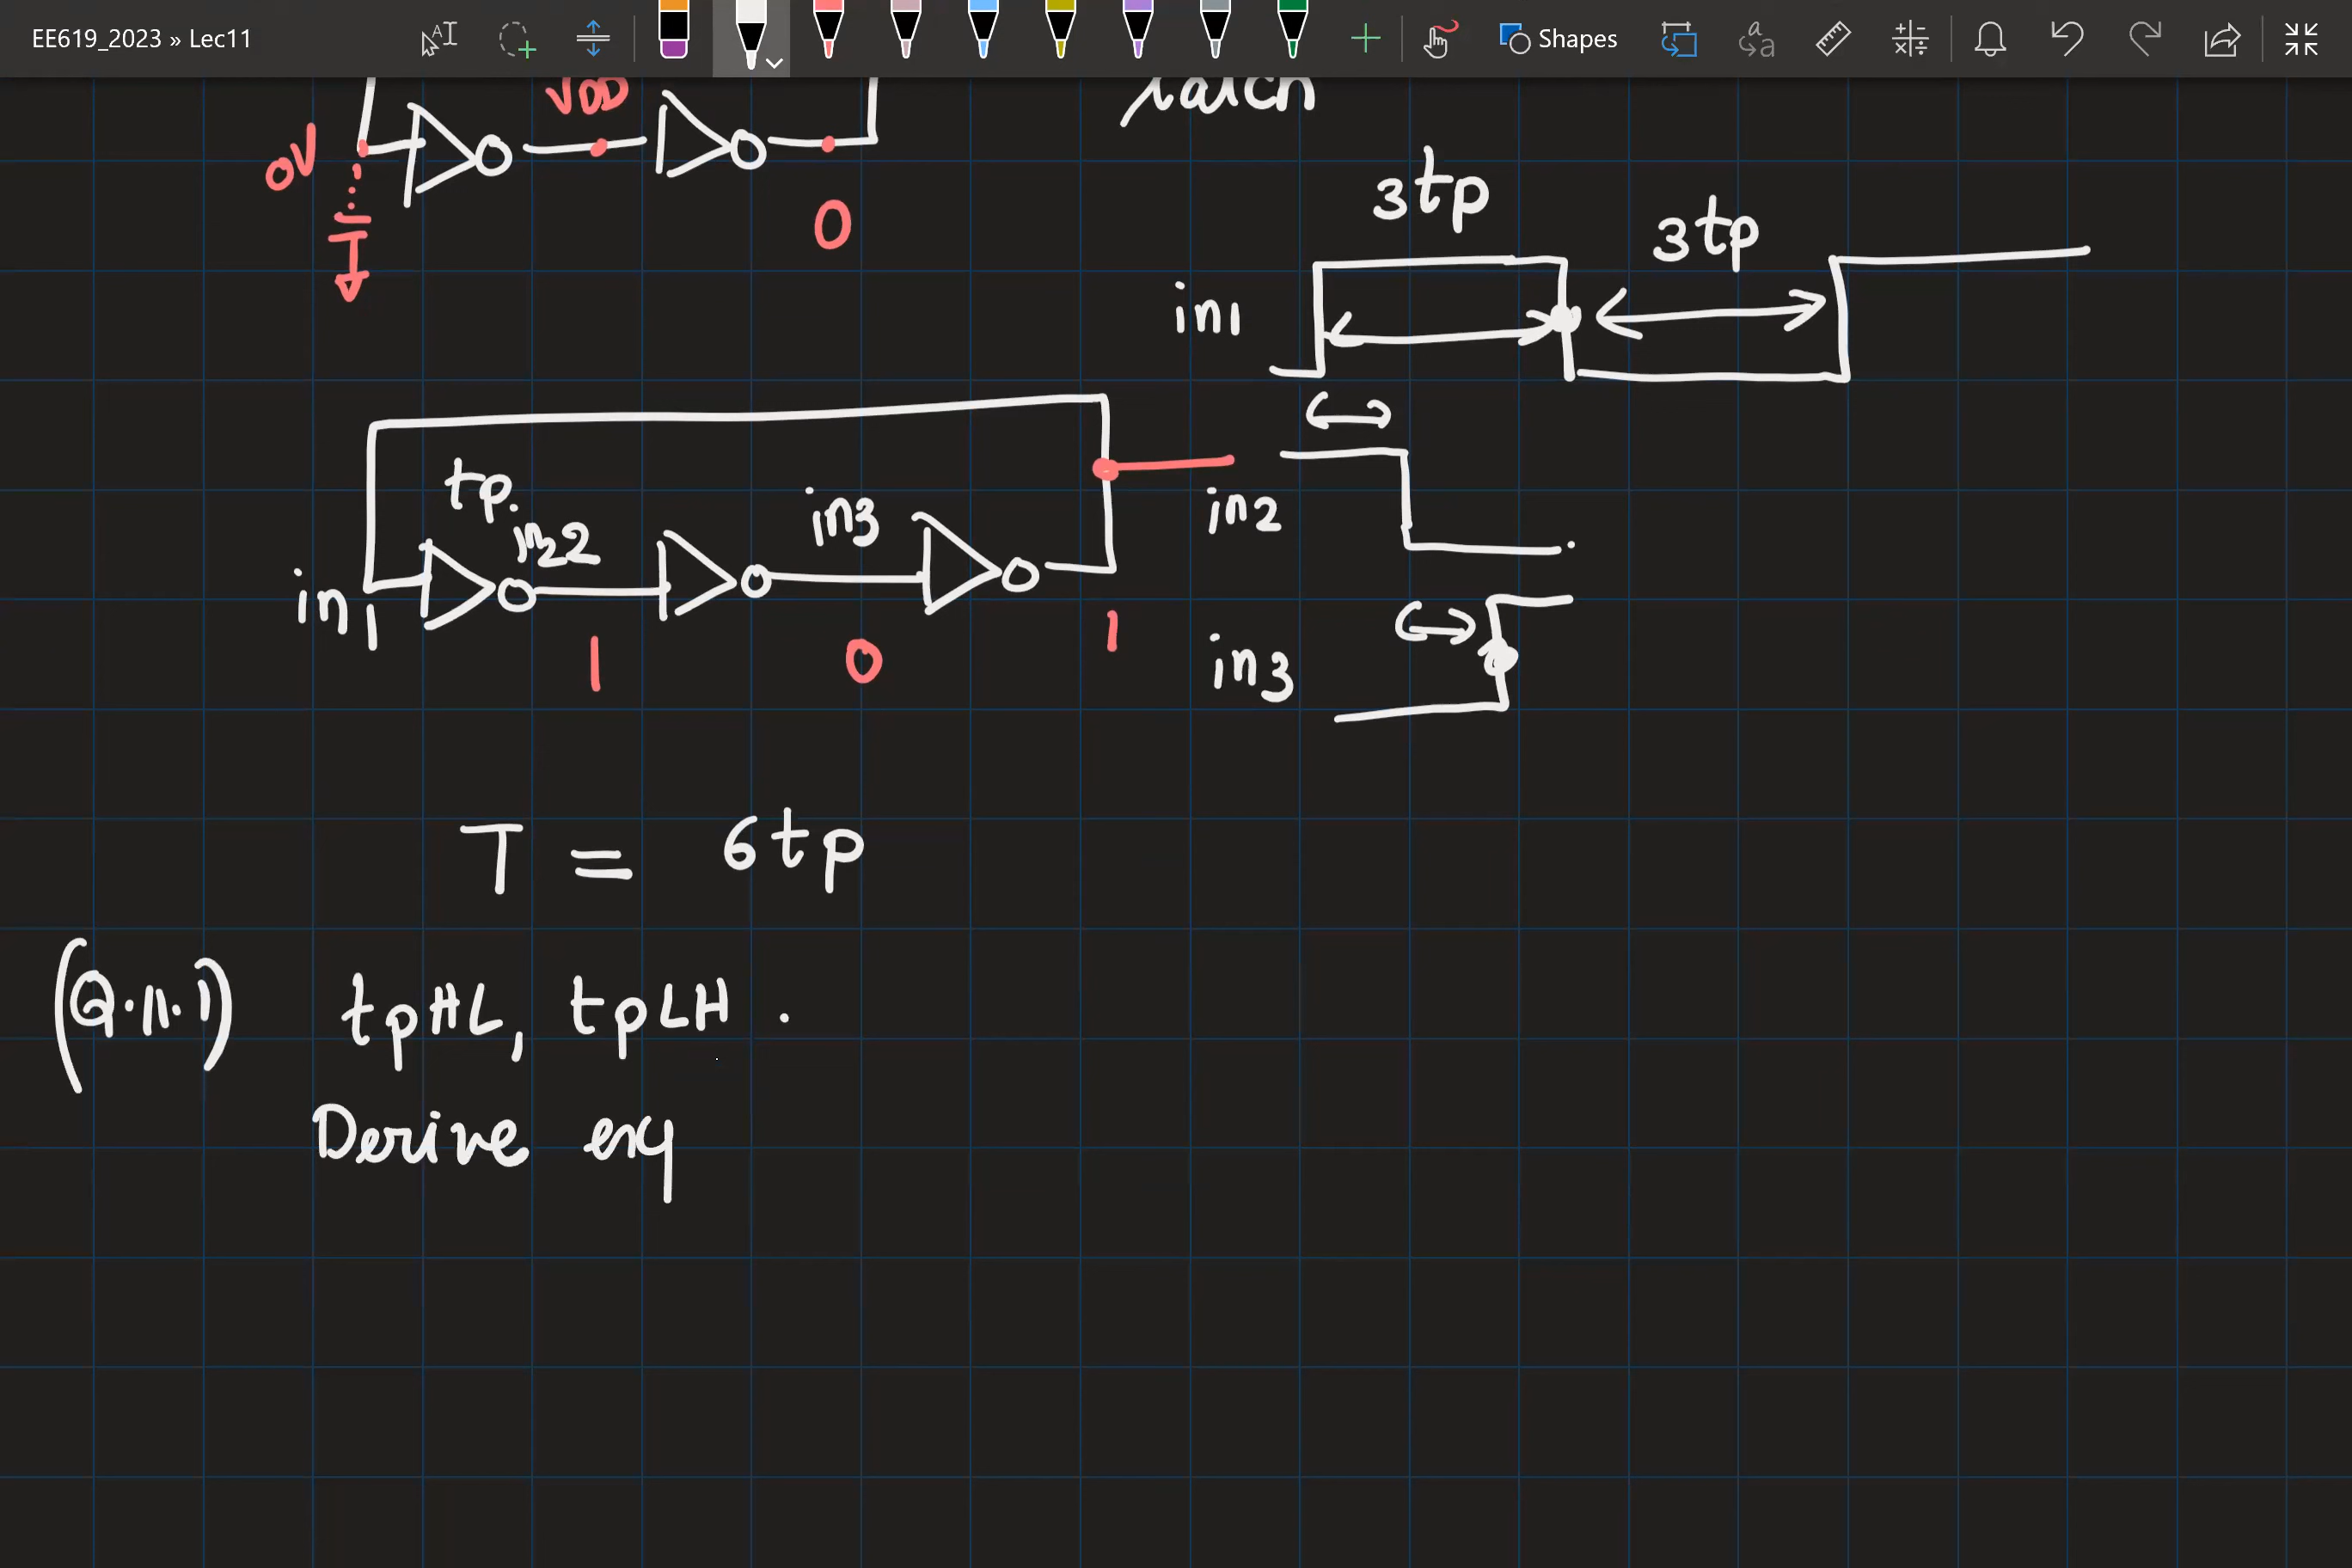 EE619_2023 » Lec11
Shapes
VDD
latch
0V
0
3tp
3tp
in1
tp.
in2
in3
in2
in1
1
0
1
in3
T = 6tp
(Q.11.1) tpHL, tpLH.
Derive eq